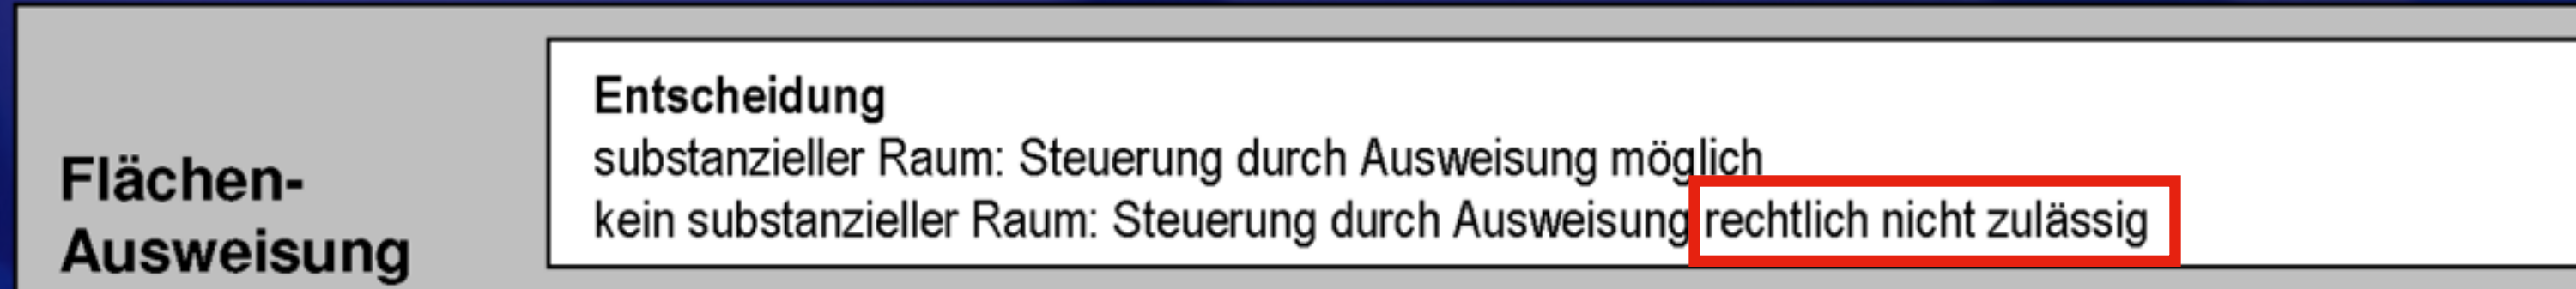 Flächen-
Ausweisung
Entscheidung
substanzieller Raum: Steuerung durch Ausweisung möglich
kein substanzieller Raum: Steuerung durch Ausweisung rechtlich nicht zulässig